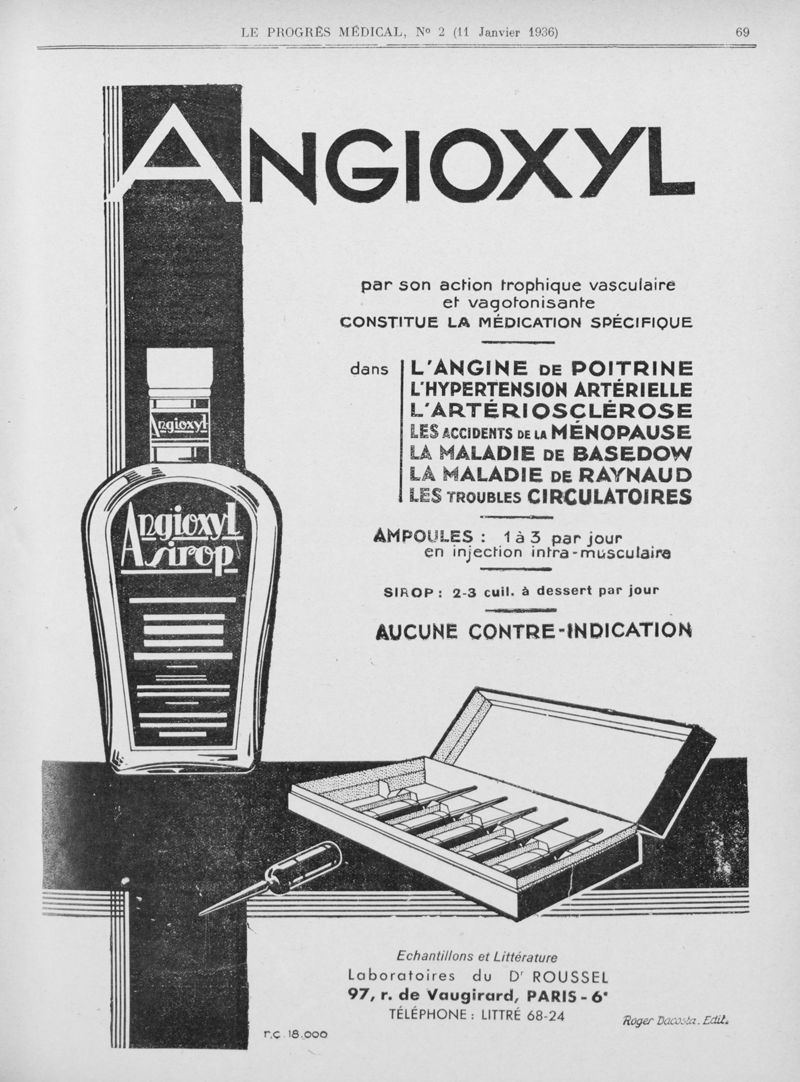 LE PROGRÈS MÉDICAL, Nº 2 (11 Janvier 1936) 69
ANGIOXYL
par son action trophique vasculaire
et vagotonisante
CONSTITUE LA MÉDICATION SPÉCIFIQUE
dans L'ANGINE DE POITRINE
L'HYPERTENSION ARTÉRIELLE
L'ARTÉRIOSCLÉROSE
LES ACCIDENTS DE LA MÉNOPAUSE
LA MALADIE DE BASEDOW
LA MALADIE DE RAYNAUD
LES TROUBLES CIRCULATOIRES
Angioxyl
Angioxyl
sirop
AMPOULES : 1 à 3 par jour
en injection intra-musculaire
SIROP : 2-3 cuil. à dessert par jour
AUCUNE CONTRE-INDICATION
Echantillons et Littérature
Laboratoires du Dr ROUSSEL
97, r. de Vaugirard, PARIS-6e
TÉLÉPHONE : LITTRÉ 68-24
Roger Dacosta. Edit.
r.c. 18.000